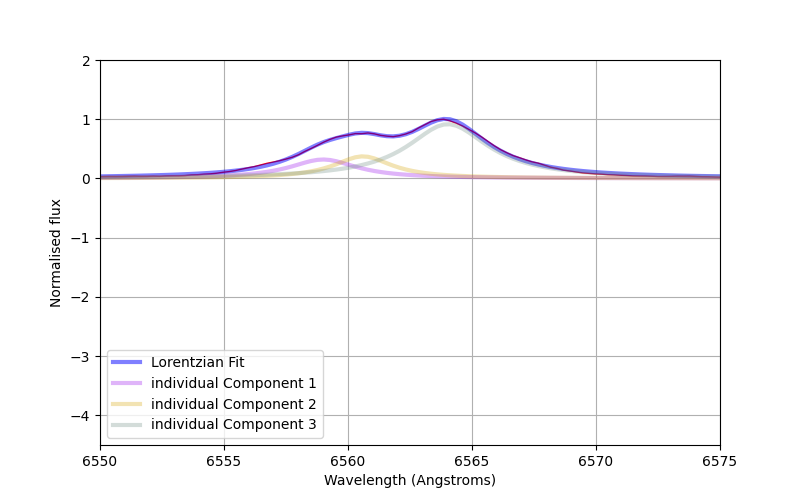 2
1
0
−1
−2
−3
−4
Normalised flux
Lorentzian Fit
individual Component 1
individual Component 2
individual Component 3
6550 6555 6560 6565 6570 6575
Wavelength (Angstroms)